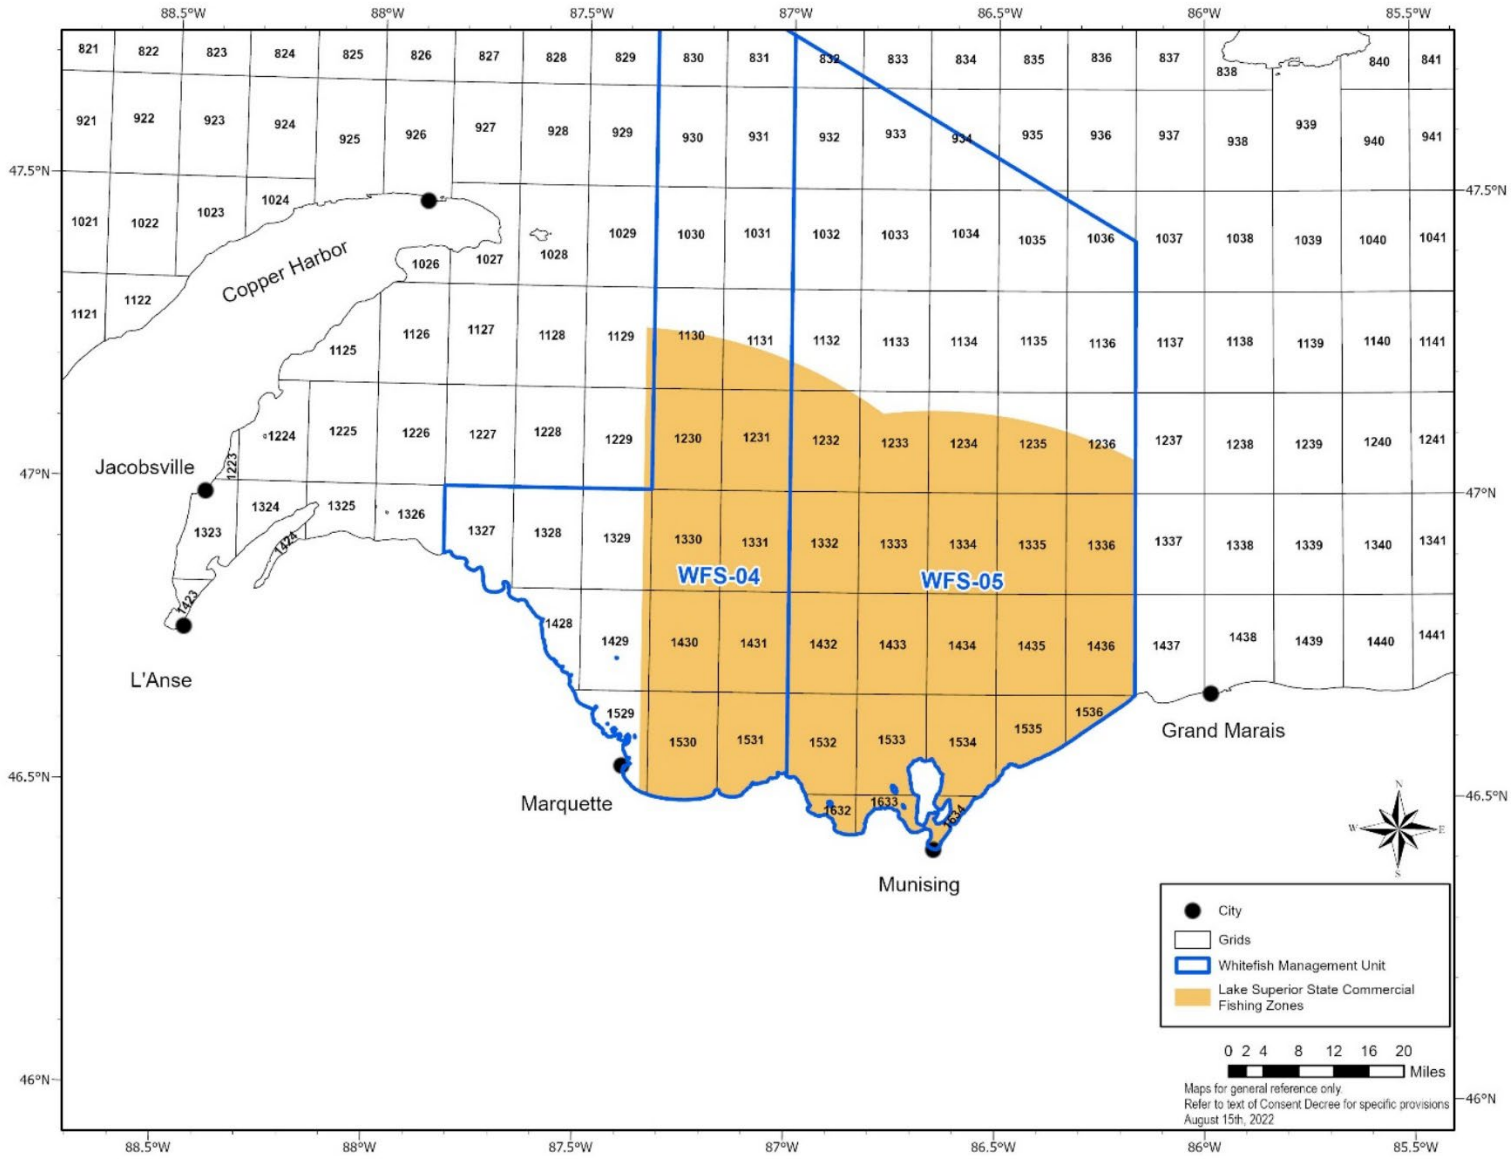 88.5°W 88°W 87.5°W 87°W 86.5°W 86°W 85.5°W
821 822 823 824 825 826 827 828 829 830 831 832 833 834 835 836 837 838 840 841
921 922 923 924 925 926 927 928 929 930 931 932 933 934 935 936 937 938 939 940 941
47.5°N 47.5°N
1021 1022 1023 1024 1026 1027 1028 1029 1030 1031 1032 1033 1034 1035 1036 1037 1038 1039 1040 1041
Copper Harbor
1121 1122 1125 1126 1127 1128 1129 1130 1131 1132 1133 1134 1135 1136 1137 1138 1139 1140 1141
1223 1224 1225 1226 1227 1228 1229 1230 1231 1232 1233 1234 1235 1236 1237 1238 1239 1240 1241
Jacobsville
47°N 47°N
1323 1324 1325 1326 1327 1328 1329 1330 1331 1332 1333 1334 1335 1336 1337 1338 1339 1340 1341
WFS-04 WFS-05
1423 1424 1428 1429 1430 1431 1432 1433 1434 1435 1436 1437 1438 1439 1440 1441
L'Anse
1529 1530 1531 1532 1533 1534 1535 1536
Grand Marais
46.5°N 46.5°N
Marquette
1632 1633 1634
Munising
N
W E
S
City
Grids
Whitefish Management Unit
Lake Superior State Commercial
Fishing Zones
0 2 4 8 12 16 20
Miles
Maps for general reference only.
Refer to text of Consent Decree for specific provisions
August 15th, 2022
46°N 46°N
88.5°W 88°W 87.5°W 87°W 86.5°W 86°W 85.5°W